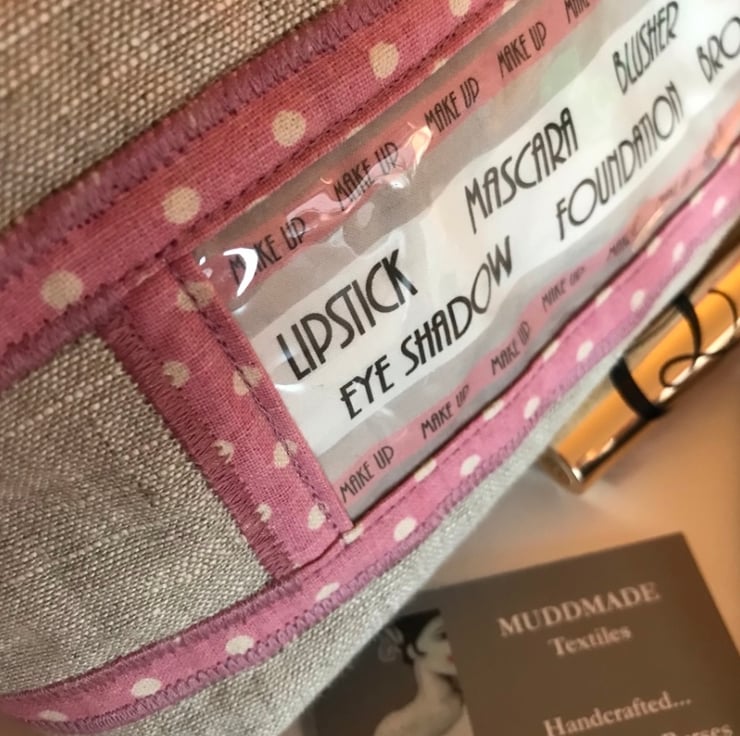 MAKE UP MAKE UP MAKE UP MAKE UP
LIPSTICK MASCARA BLUSHER
EYE SHADOW FOUNDATION
MAKE UP MAKE UP MAKE UP MAKE UP
MUDDMADE
Textiles
Handcrafted...